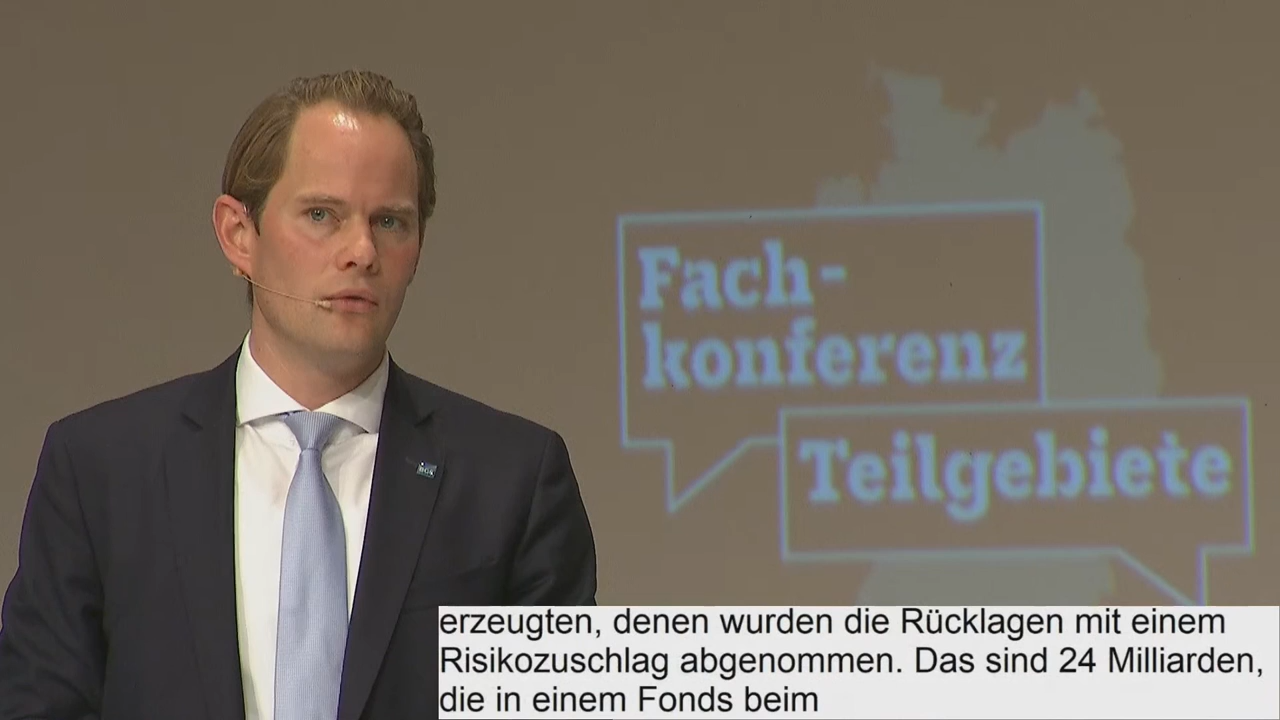 Fach-
konferenz
Teilgebiete
BGE
erzeugten, denen wurden die Rücklagen mit einem
Risikozuschlag abgenommen. Das sind 24 Milliarden,
die in einem Fonds beim